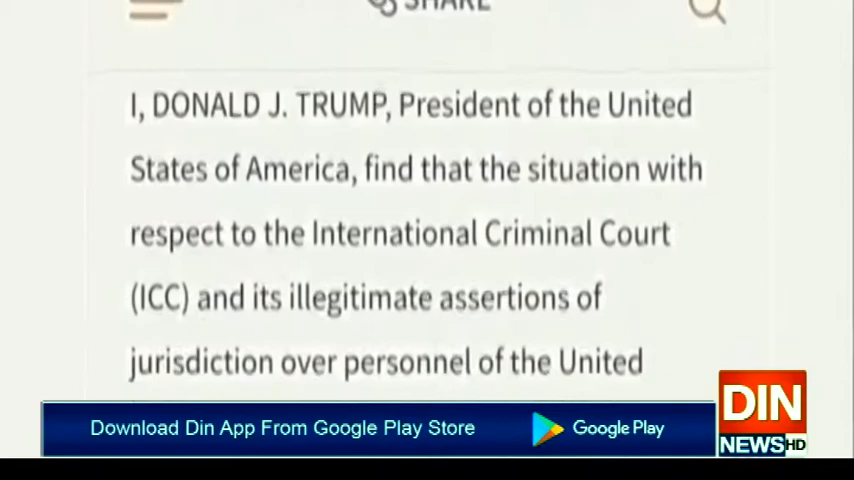 SHARE
I, DONALD J. TRUMP, President of the United
States of America, find that the situation with
respect to the International Criminal Court
(ICC) and its illegitimate assertions of
jurisdiction over personnel of the United
Download Din App From Google Play Store
Google Play
DIN
NEWSHD